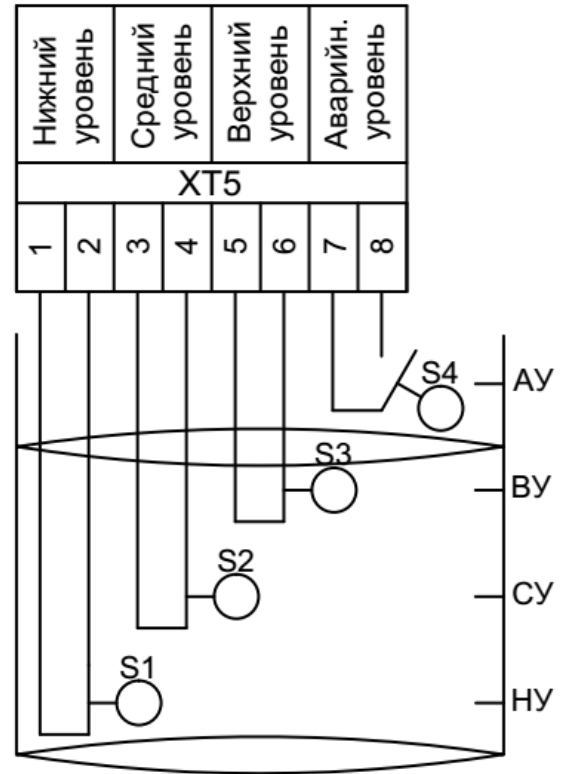 Нижний
уровень
Средний
уровень
Верхний
уровень
Аварийн.
уровень
XT5
1 2 3 4 5 6 7 8
S4
АУ
S3
ВУ
S2
СУ
S1
НУ